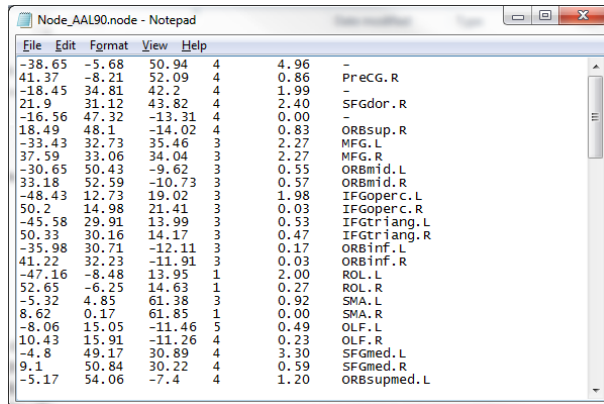 Node_AAL90.node - Notepad
File Edit Format View Help
-38.65 -5.68 50.94 4 4.96 -
41.37 -8.21 52.09 4 0.86 PreCG.R
-18.45 34.81 42.2 4 1.99 -
21.9 31.12 43.82 4 2.40 SFGdor.R
-16.56 47.32 -13.31 4 0.00 -
18.49 48.1 -14.02 4 0.83 ORBsup.R
-33.43 32.73 35.46 3 2.27 MFG.L
37.59 33.06 34.04 3 2.27 MFG.R
-30.65 50.43 -9.62 3 0.55 ORBmid.L
33.18 52.59 -10.73 3 0.57 ORBmid.R
-48.43 12.73 19.02 3 1.98 IFGoperc.L
50.2 14.98 21.41 3 0.03 IFGoperc.R
-45.58 29.91 13.99 3 0.53 IFGtriang.L
50.33 30.16 14.17 3 0.47 IFGtriang.R
-35.98 30.71 -12.11 3 0.17 ORBinf.L
41.22 32.23 -11.91 3 0.03 ORBinf.R
-47.16 -8.48 13.95 1 2.00 ROL.L
52.65 -6.25 14.63 1 0.27 ROL.R
-5.32 4.85 61.38 3 0.92 SMA.L
8.62 0.17 61.85 1 0.00 SMA.R
-8.06 15.05 -11.46 5 0.49 OLF.L
10.43 15.91 -11.26 4 0.23 OLF.R
-4.8 49.17 30.89 4 3.30 SFGmed.L
9.1 50.84 30.22 4 0.59 SFGmed.R
-5.17 54.06 -7.4 4 1.20 ORBsupmed.L